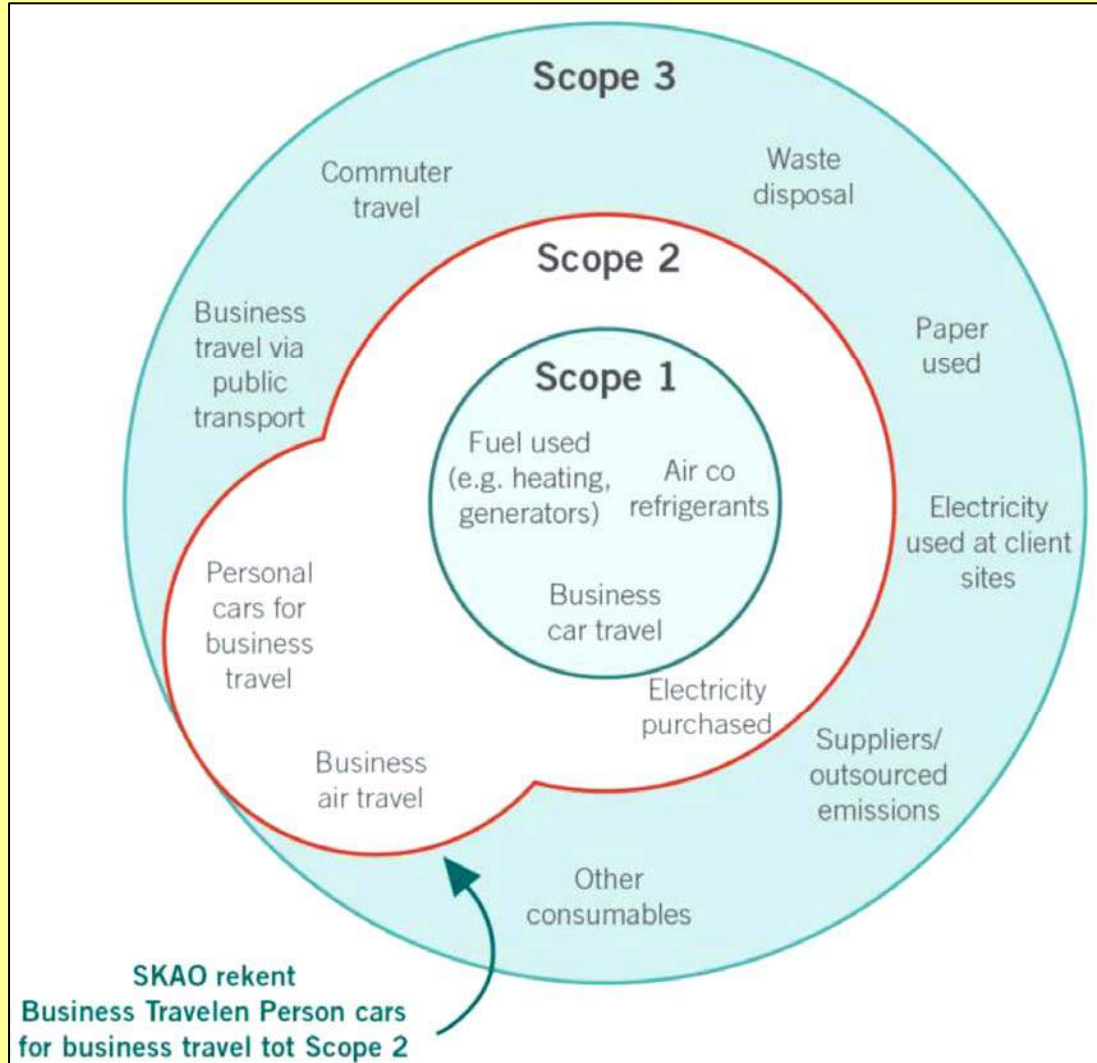 Scope 3
Commuter
travel
Waste
disposal
Scope 2
Business
travel via
public
transport
Paper
used
Scope 1
Fuel used
(e.g. heating,
generators)
Air co
refrigerants
Electricity
used at client
sites
Personal
cars for
business
travel
Business
car travel
Electricity
purchased
Suppliers/
outsourced
emissions
Business
air travel
Other
consumables
SKAO rekent
Business Travelen Person cars
for business travel tot Scope 2